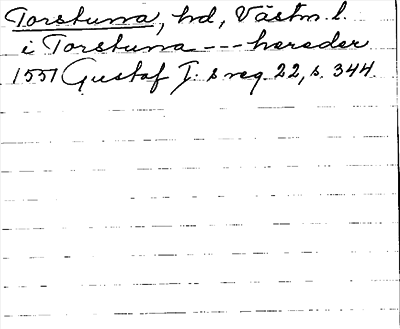 Torstuna, hd, Västm. l.
i Torstuna --- hereder
1551 Gustaf I:s reg. 22, s. 344.